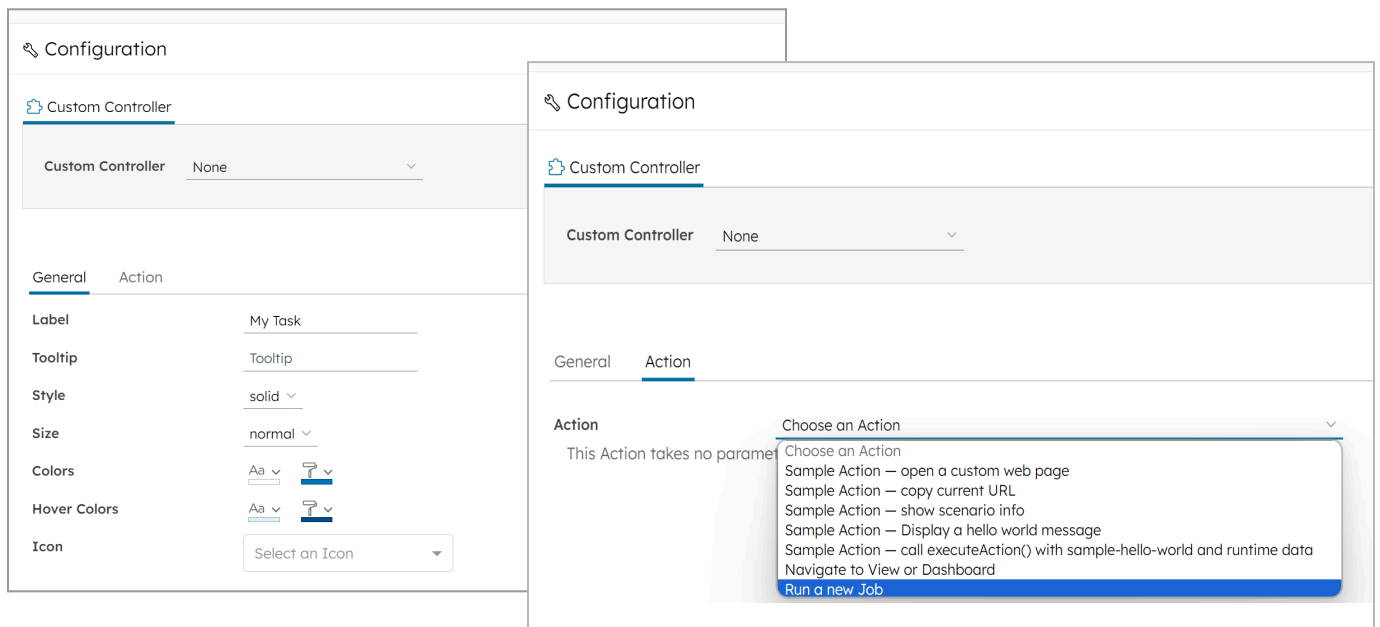 Configuration
Custom Controller
Custom Controller None
General Action
Label My Task
Tooltip Tooltip
Style solid
Size normal
Colors Aa
Hover Colors Aa
Icon Select an Icon
Configuration
Custom Controller
Custom Controller None
General Action
Action Choose an Action
This Action takes no paramet
Choose an Action
Sample Action — open a custom web page
Sample Action — copy current URL
Sample Action — show scenario info
Sample Action — Display a hello world message
Sample Action — call executeAction() with sample-hello-world and runtime data
Navigate to View or Dashboard
Run a new Job